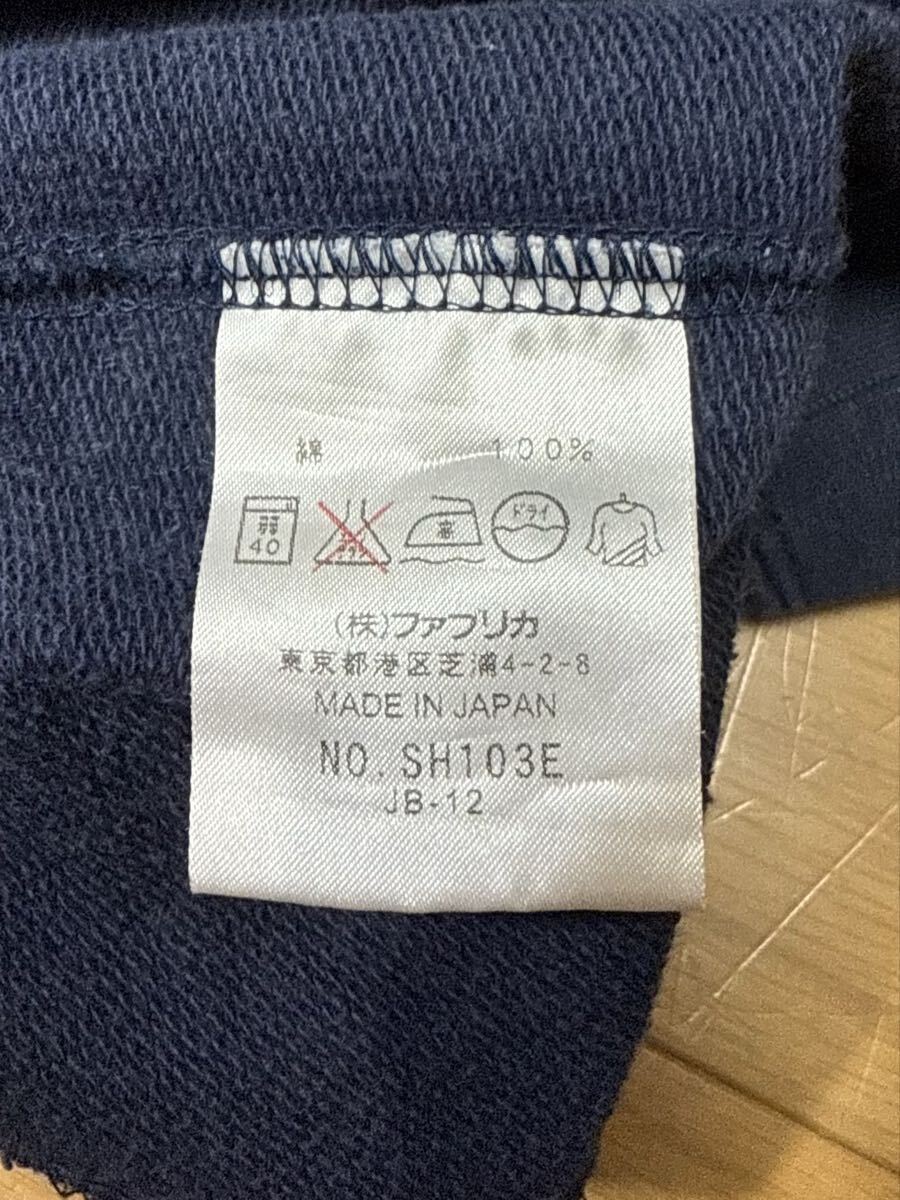 綿 100%
弱 40 高 ドライ
(株)ファブリカ
東京都港区芝浦4-2-8
MADE IN JAPAN
NO. SH103E
JB-12